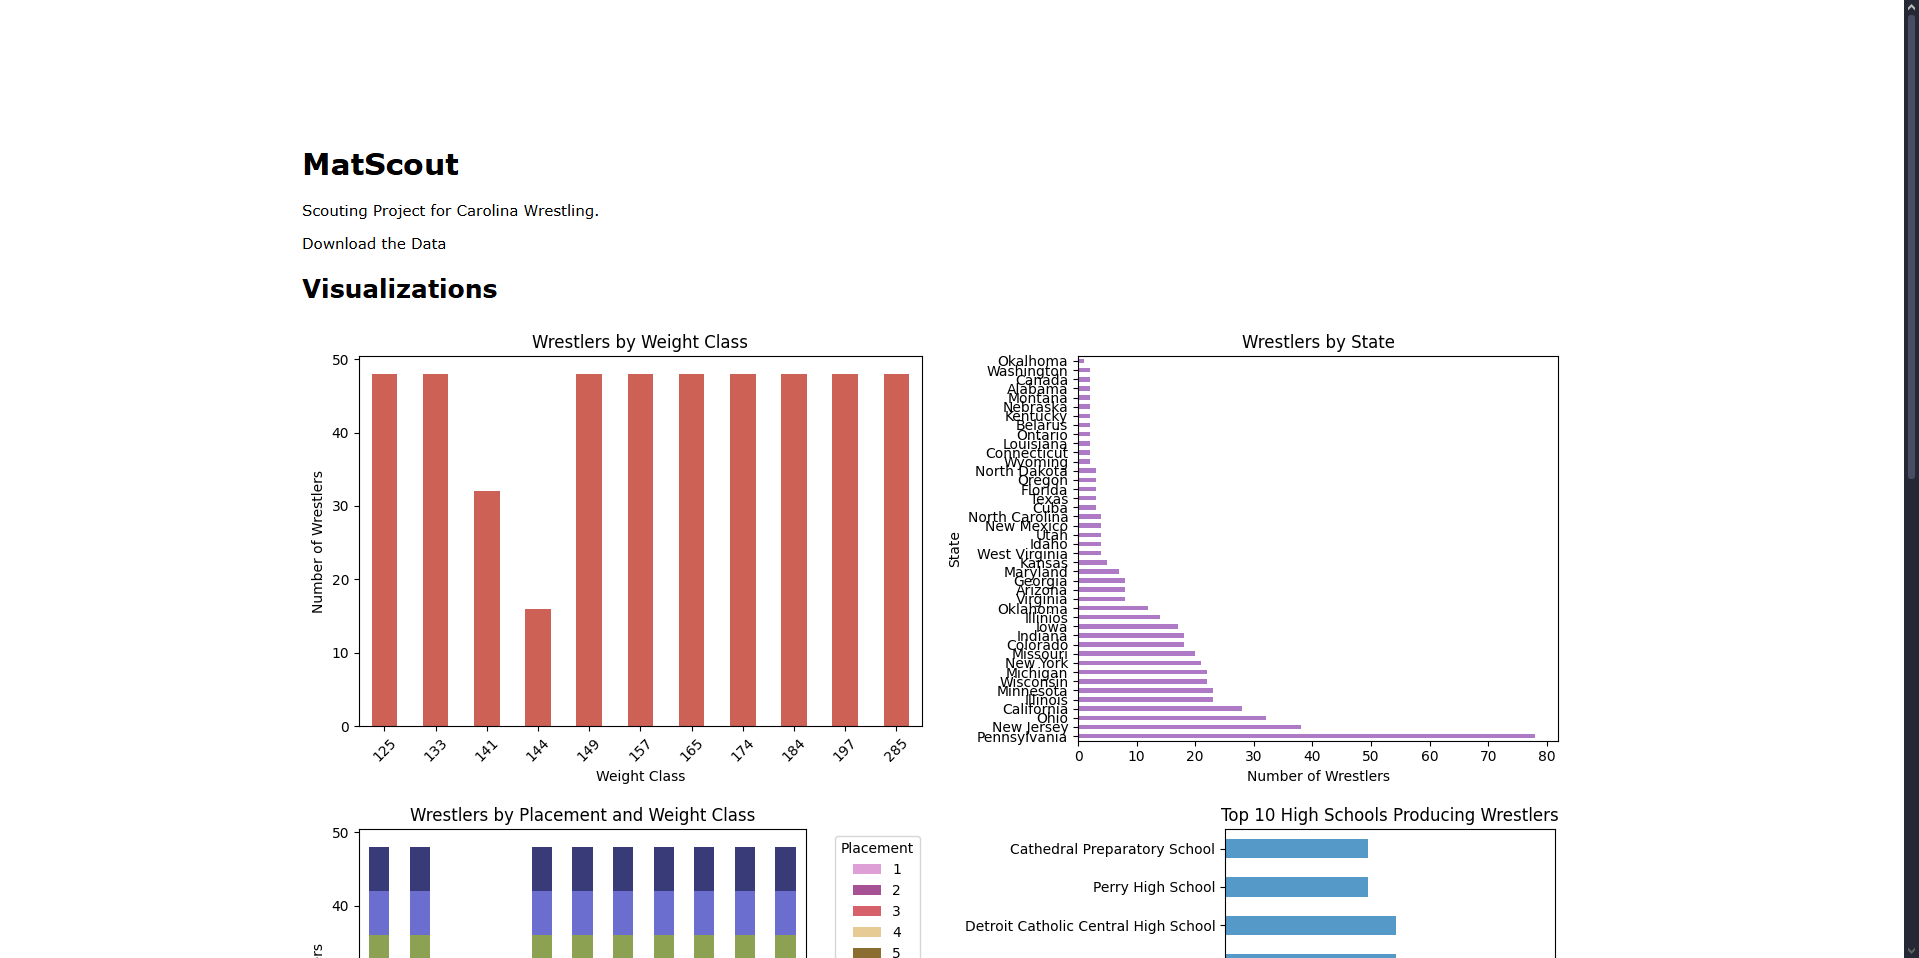 MatScout
Scouting Project for Carolina Wrestling.
Download the Data
Visualizations
Wrestlers by Weight Class
50
40
30
20
10
0
Number of Wrestlers
125
133
141
144
149
157
165
174
184
197
285
Weight Class
Wrestlers by State
State
Okalhoma
Washington
Canada
Alabama
Montana
Nebraska
Kentucky
Belarus
Ontario
Louisiana
Connecticut
Wyoming
North Dakota
Oregon
Florida
Texas
Cuba
North Carolina
New Mexico
Utah
Idaho
West Virginia
Kansas
Maryland
Georgia
Arizona
Virginia
Oklahoma
Illinios
Iowa
Indiana
Colorado
Missouri
New York
Michigan
Wisconsin
Minnesota
Illinois
California
Ohio
New Jersey
Pennsylvania
0 10 20 30 40 50 60 70 80
Number of Wrestlers
Wrestlers by Placement and Weight Class
50
40
Placement
1
2
3
4
5
Top 10 High Schools Producing Wrestlers
Cathedral Preparatory School
Perry High School
Detroit Catholic Central High School